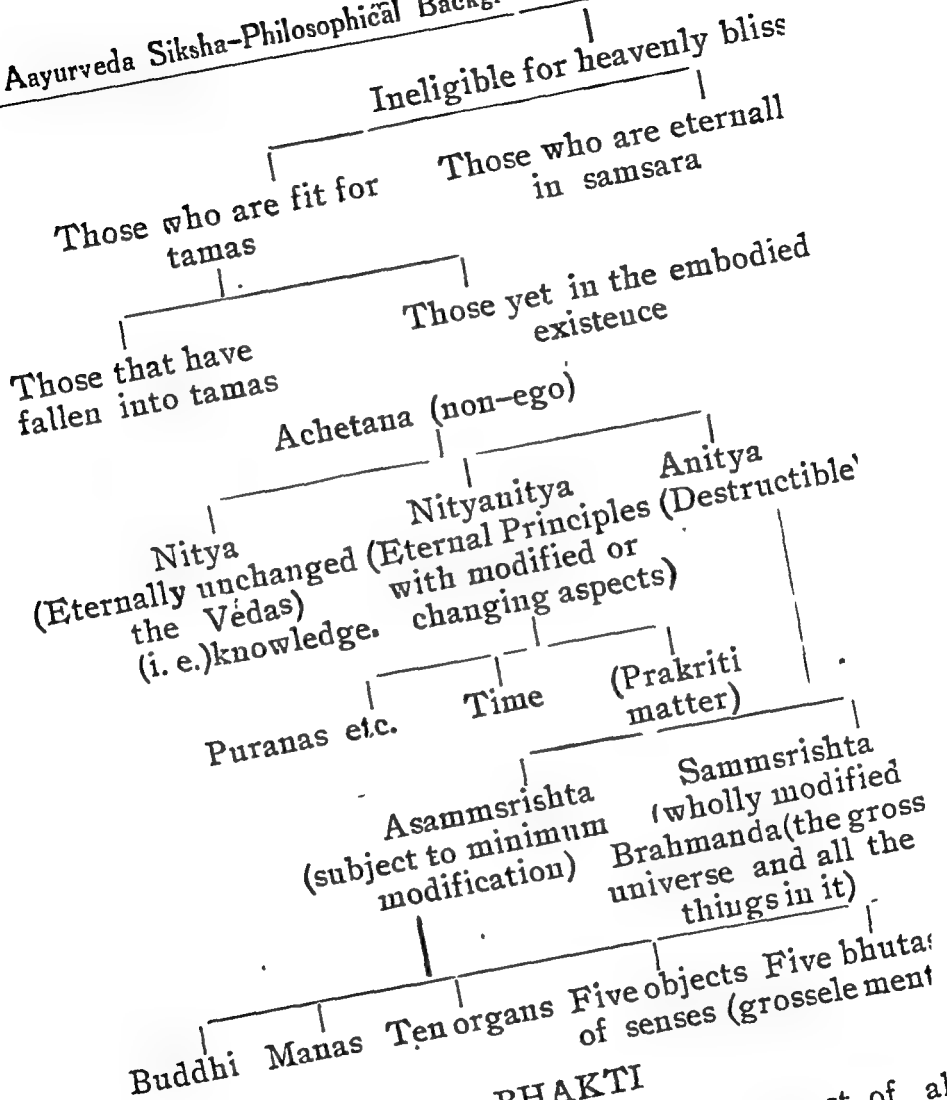 Aayurveda Siksha-Philosophical
Ineligible for heavenly bliss
Those who are fit for
tamas
Those who are eternall
in samsara
Those that have
fallen into tamas
Those yet in the embodied
existeuce
Achetana (non-ego)
Nitya
(Eternally unchanged
the Védas)
(i. e.)knowledge.
Nityanitya
(Eternal Principles
with modified or
changing aspects)
Anitya
(Destructible'
Puranas etc.
Time
(Prakriti
matter)
Asammsrishta
(subject to minimum
modification)
Sammsrishta
(wholly modified
Brahmanda(the gross
universe and all the
thiugs in it)
Buddhi
Manas
Ten organs
Five objects
of senses
Five bhutas
(grossele ment
BHAKTI
of